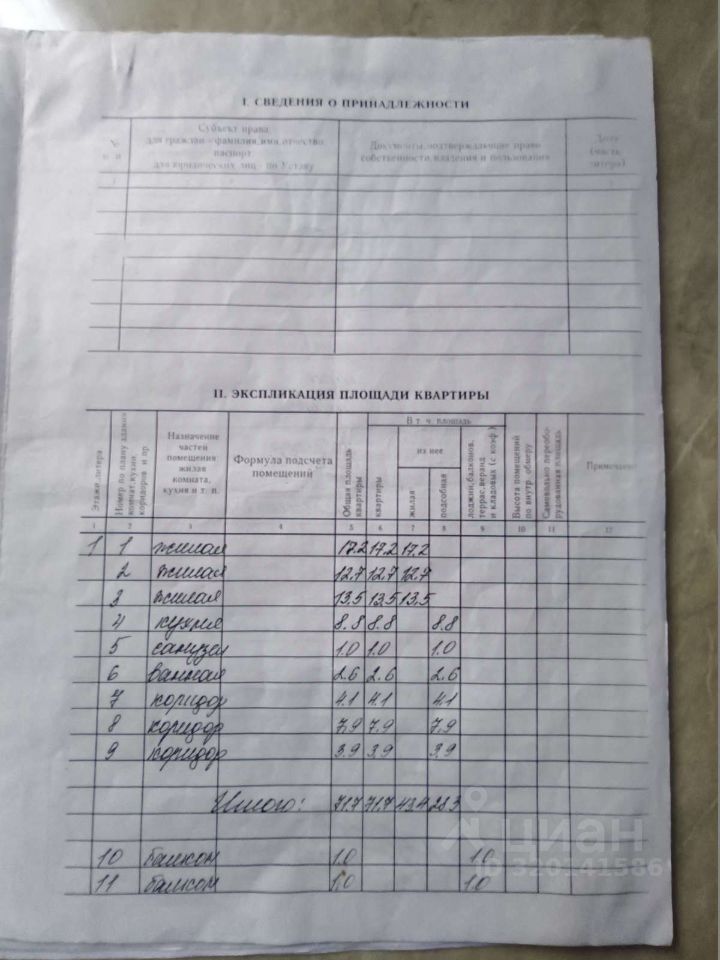 I. СВЕДЕНИЯ О ПРИНАДЛЕЖНОСТИ
Субъект права
для граждан - фамилия, имя, отчество, паспорт
для юридических лиц - по Уставу
Документы, подтверждающие право собственности, владения и пользования
II. ЭКСПЛИКАЦИЯ ПЛОЩАДИ КВАРТИРЫ
Этажи, литера
Номер по плану здания комнат, кухни, коридоров и пр
Назначение частей помещения жилая комната, кухня и т. п.
Формула подсчета помещений
Общая площадь квартиры
В т. ч. площадь
квартиры
из нее
жилая
подсобная
лоджий, балконов, террас, веранд и кладовых (с коэф.)
Высота помещений по внутр. обмеру
Самовольно переоборудованная площадь
Примечание
1 2 3 4 5 6 7 8 9 10 11 12
1 1 жилая 17.2 17.2 17.2
2 жилая 12.7 12.7 12.7
3 жилая 13.5 13.5 13.5
4 кухня 8.8 8.8 8.8
5 санузел 1.0 1.0 1.0
6 ванная 2.6 2.6 2.6
7 коридор 4.1 4.1 4.1
8 коридор 7.9 7.9 7.9
9 коридор 3.9 3.9 3.9
Итого: 71.7 71.7 43.4 28.3
10 балкон 1.0 1.0
11 балкон 1.0 1.0
циан